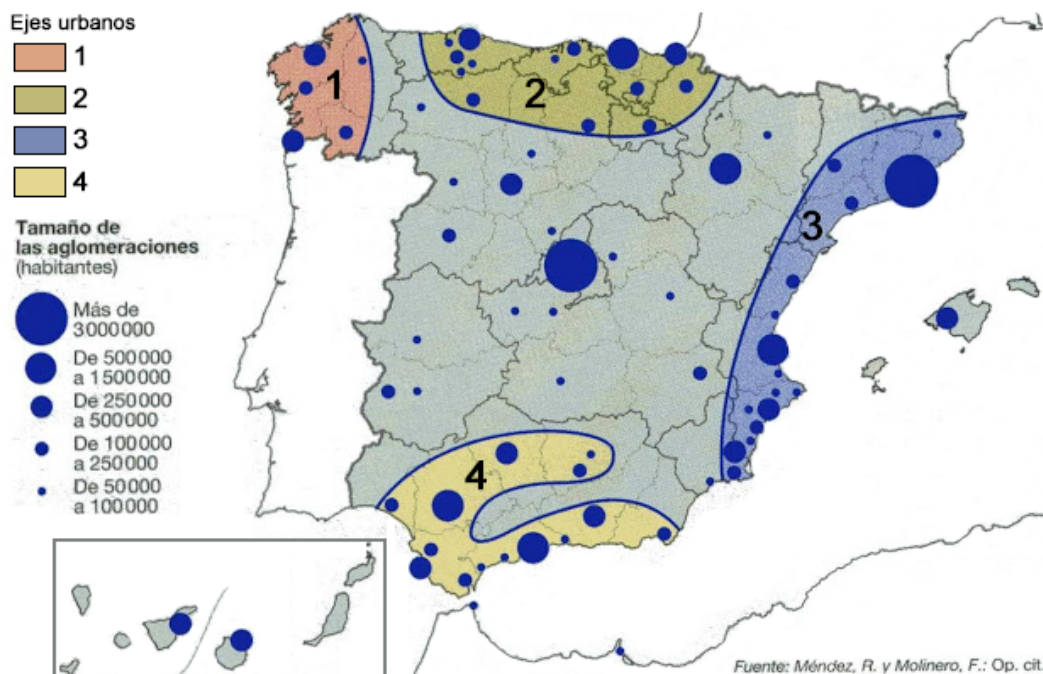 Ejes urbanos
1
2
3
4
Tamaño de
las aglomeraciones
(habitantes)
Más de
3000000
De 500000
a 1500000
De 250000
a 500000
De 100000
a 250000
De 50000
a 100000
1
2
3
4
Fuente: Méndez, R. y Molinero, F.: Op. cit.